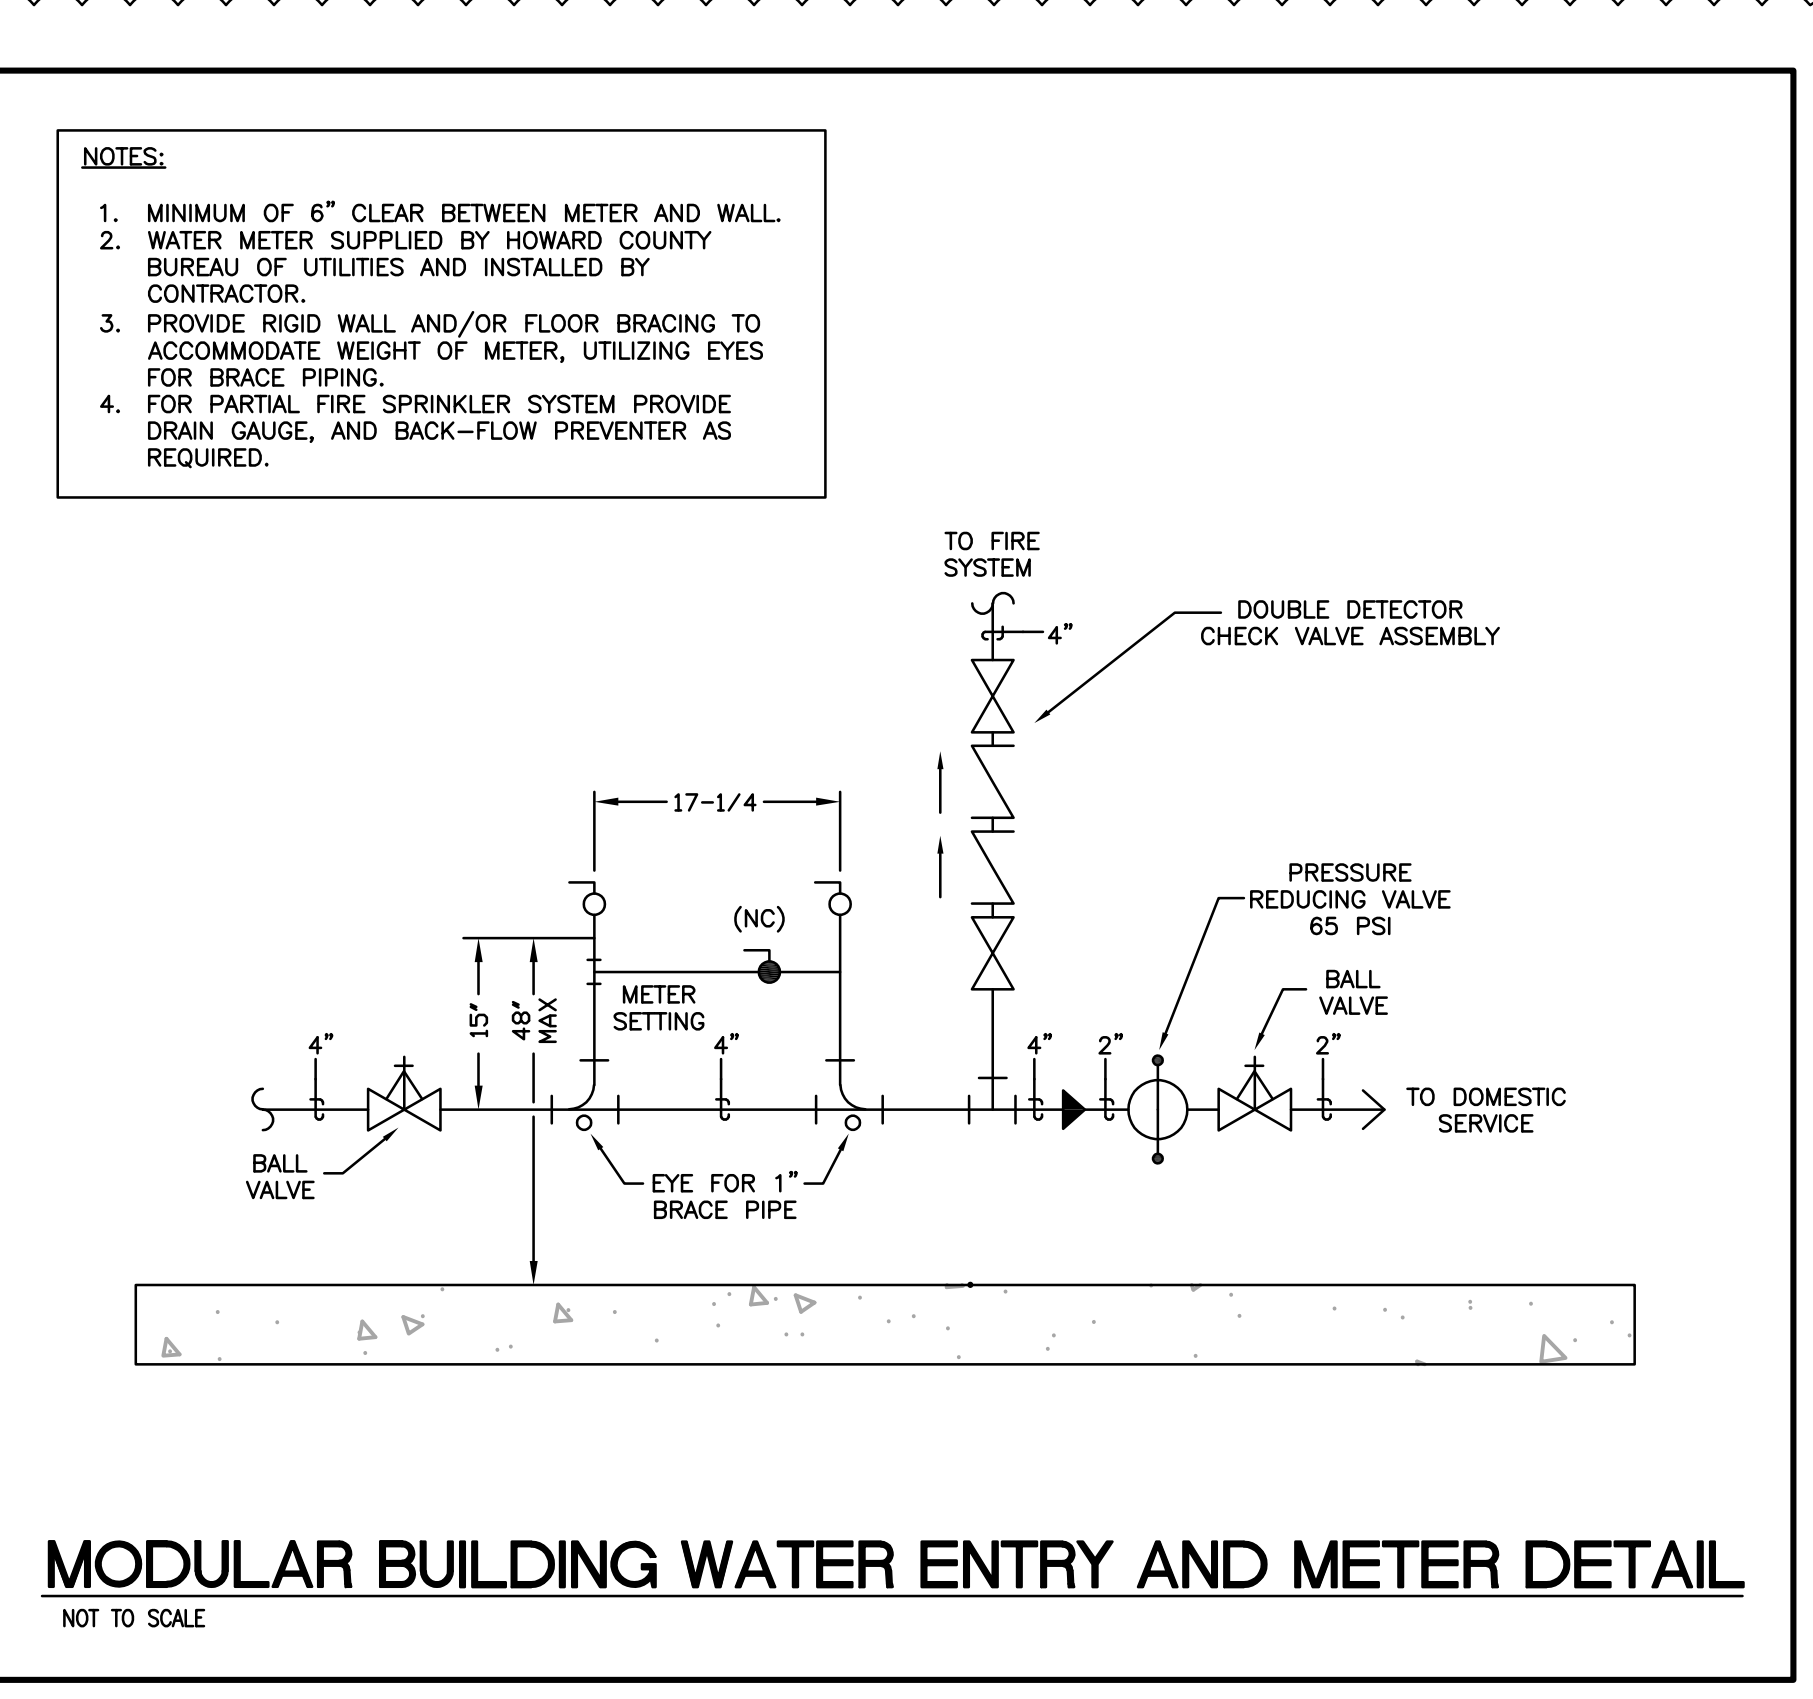 NOTES:
1. MINIMUM OF 6” CLEAR BETWEEN METER AND WALL.
2. WATER METER SUPPLIED BY HOWARD COUNTY
BUREAU OF UTILITIES AND INSTALLED BY
CONTRACTOR.
3. PROVIDE RIGID WALL AND/OR FLOOR BRACING TO
ACCOMMODATE WEIGHT OF METER, UTILIZING EYES
FOR BRACE PIPING.
4. FOR PARTIAL FIRE SPRINKLER SYSTEM PROVIDE
DRAIN GAUGE, AND BACK-FLOW PREVENTER AS
REQUIRED.
TO FIRE
SYSTEM
4”
DOUBLE DETECTOR
CHECK VALVE ASSEMBLY
17-1/4
(NC)
PRESSURE
REDUCING VALVE
65 PSI
BALL
VALVE
METER
SETTING
15”
48”
MAX
4”
4”
4”
2”
2”
TO DOMESTIC
SERVICE
BALL
VALVE
EYE FOR 1”
BRACE PIPE
MODULAR BUILDING WATER ENTRY AND METER DETAIL
NOT TO SCALE